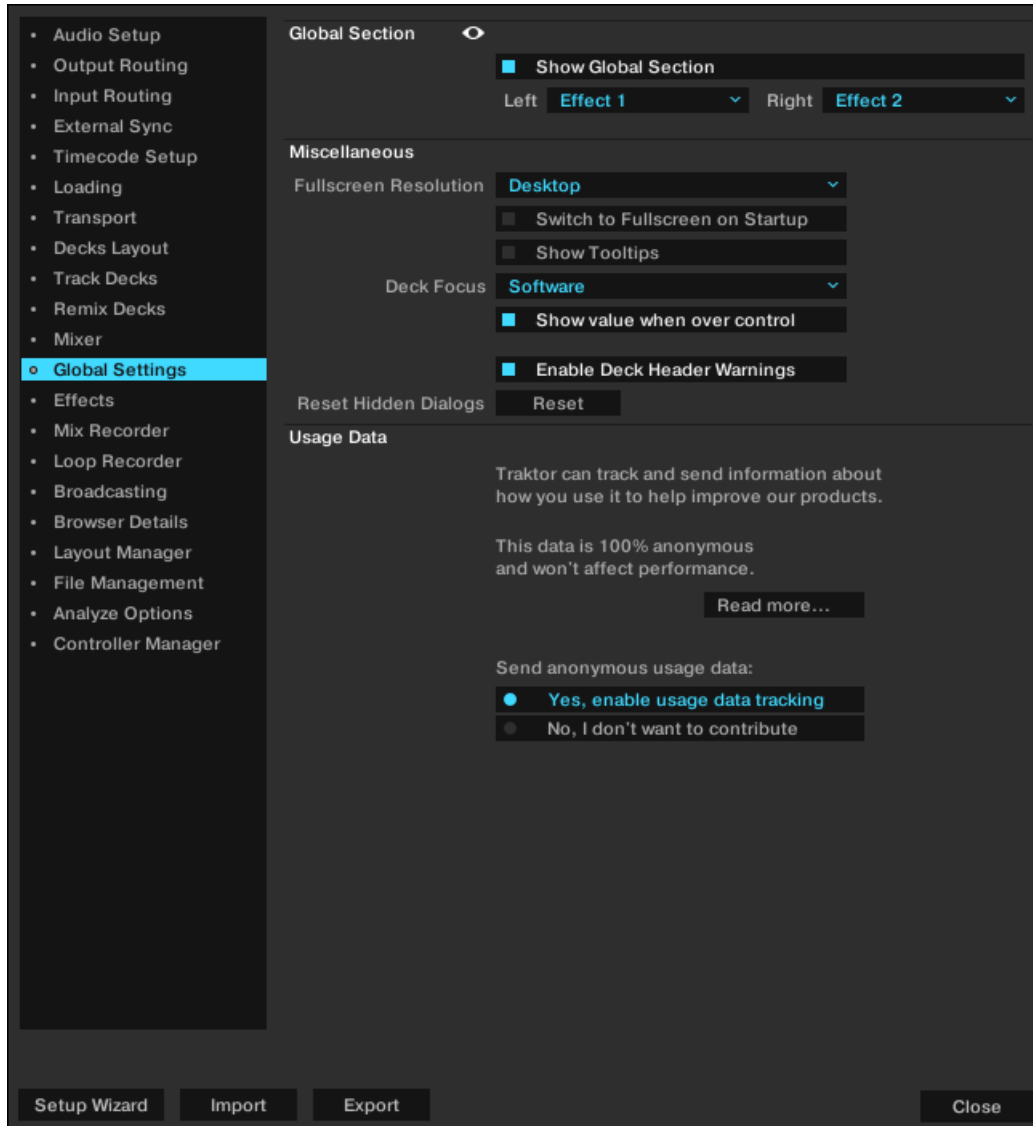 Audio Setup
Output Routing
Input Routing
External Sync
Timecode Setup
Loading
Transport
Decks Layout
Track Decks
Remix Decks
Mixer
Global Settings
Effects
Mix Recorder
Loop Recorder
Broadcasting
Browser Details
Layout Manager
File Management
Analyze Options
Controller Manager
Global Section
Show Global Section
Left Effect 1 Right Effect 2
Miscellaneous
Fullscreen Resolution Desktop
Switch to Fullscreen on Startup
Show Tooltips
Deck Focus Software
Show value when over control
Enable Deck Header Warnings
Reset Hidden Dialogs Reset
Usage Data
Traktor can track and send information about
how you use it to help improve our products.
This data is 100% anonymous
and won't affect performance.
Read more...
Send anonymous usage data:
Yes, enable usage data tracking
No, I don't want to contribute
Setup Wizard Import Export Close